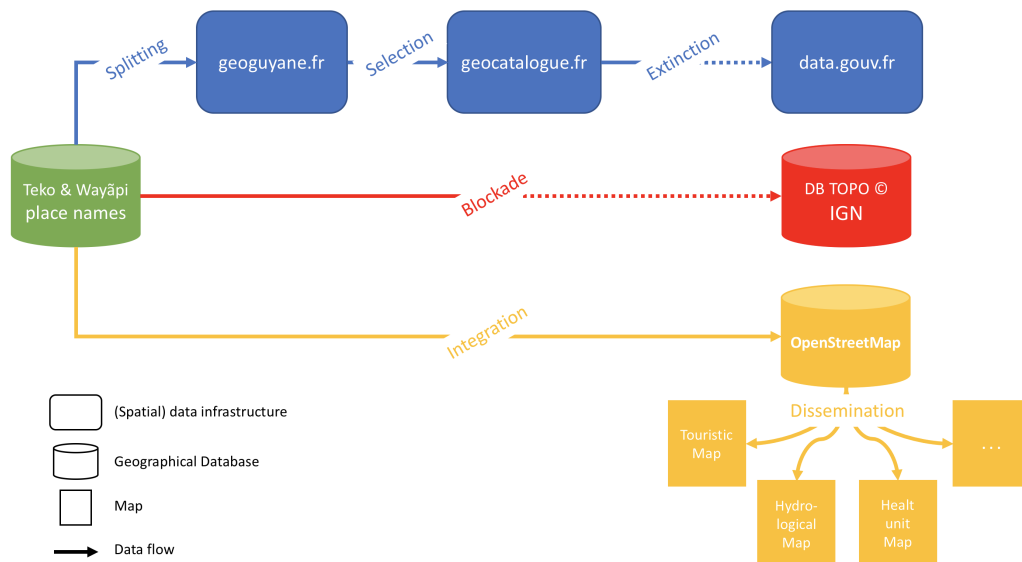 Splitting
geoguyane.fr
Selection
geocatalogue.fr
Extinction
data.gouv.fr
Teko & Wayãpi
place names
Blockade
DB TOPO ©
IGN
Integration
OpenStreetMap
Dissemination
Touristic
Map
Hydro-
logical
Map
Healt
unit
Map
...
(Spatial) data infrastructure
Geographical Database
Map
Data flow